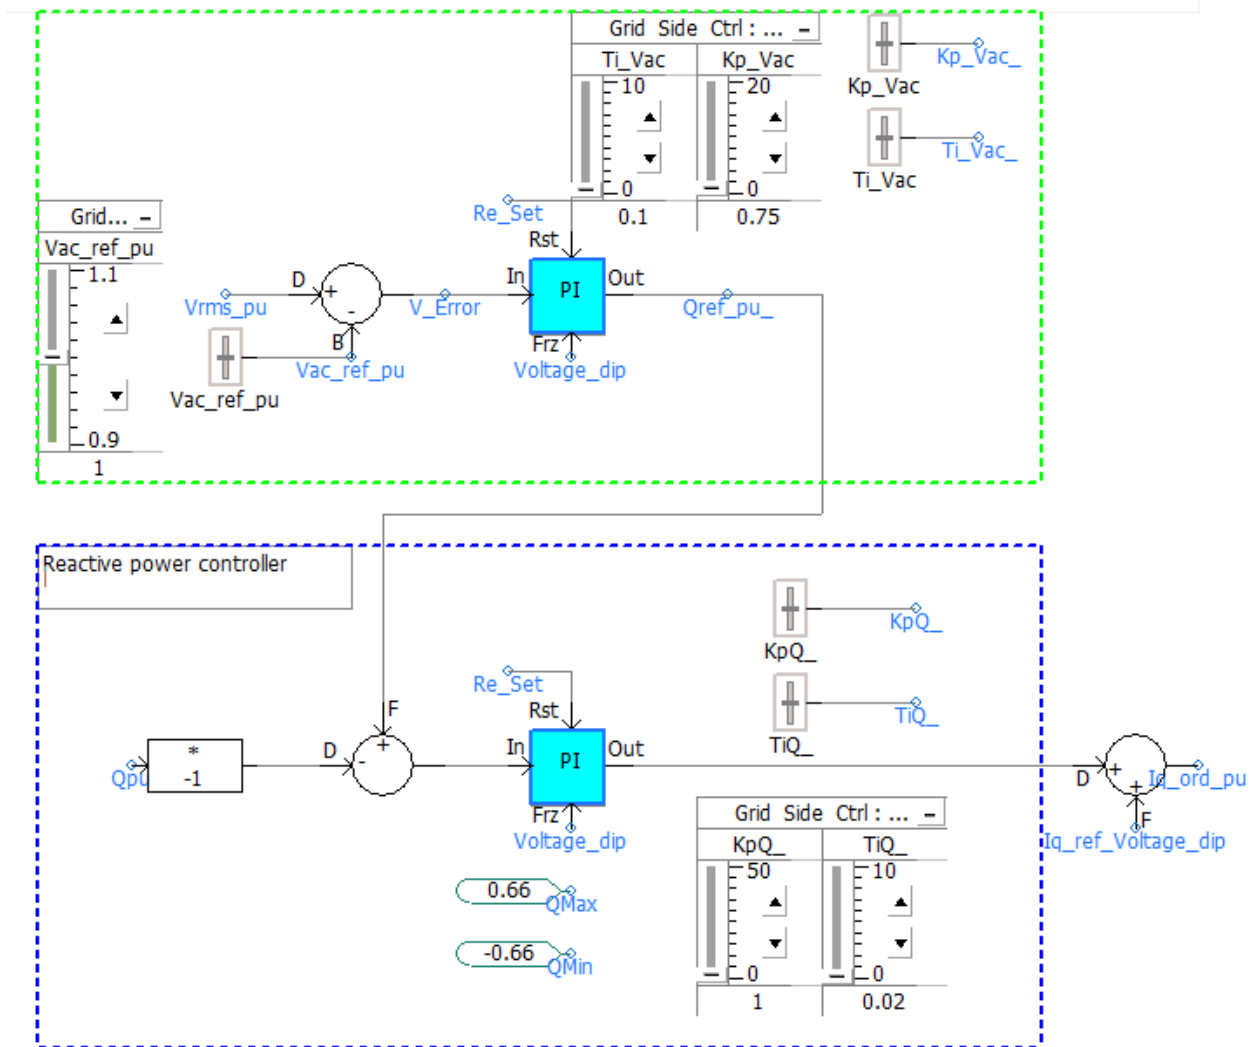 Grid Side Ctrl : ... –
Ti_Vac
Kp_Vac
10
20
0
0
0.1
0.75
Kp_Vac
Kp_Vac_
Ti_Vac
Ti_Vac_
Grid... –
Vac_ref_pu
1.1
0.9
1
Re_Set
Rst
D
+
-
B
Vrms_pu
Vac_ref_pu
Vac_ref_pu
V_Error
In
PI
Out
Frz
Voltage_dip
Qref_pu_
Reactive power controller
KpQ_
KpQ_
TiQ_
TiQ_
Re_Set
Rst
F
+
D
-
Qpu
*
-1
In
PI
Out
Frz
Voltage_dip
0.66
QMax
-0.66
QMin
Grid Side Ctrl : ... –
KpQ_
TiQ_
50
10
0
0
1
0.02
D
+
+
F
Iq_ord_pu
Iq_ref_Voltage_dip